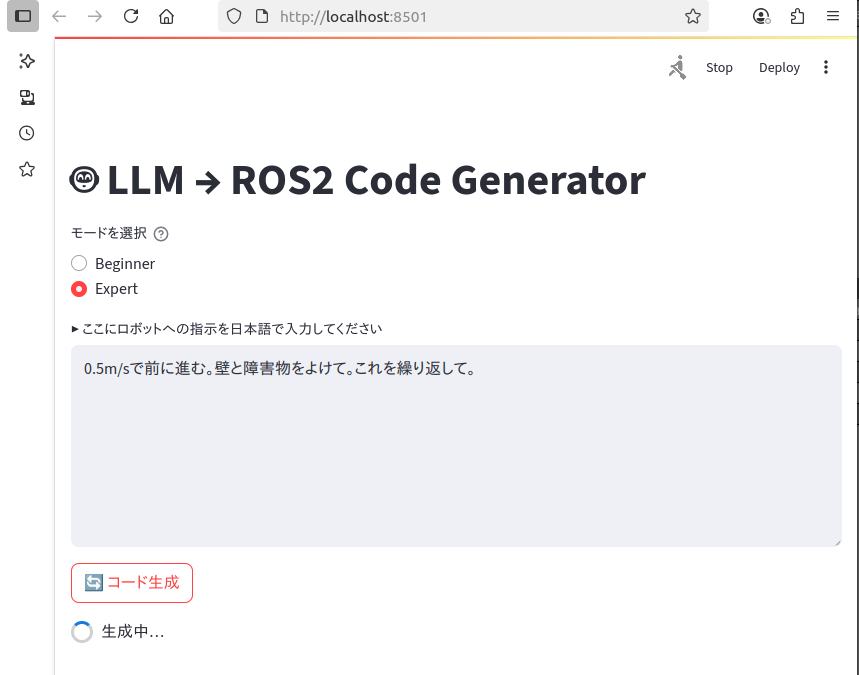 http://localhost:8501
Stop
Deploy
LLM → ROS2 Code Generator
モードを選択
Beginner
Expert
▸ ここにロボットへの指示を日本語で入力してください
0.5m/sで前に進む。壁と障害物をよけて。これを繰り返して。
コード生成
生成中...